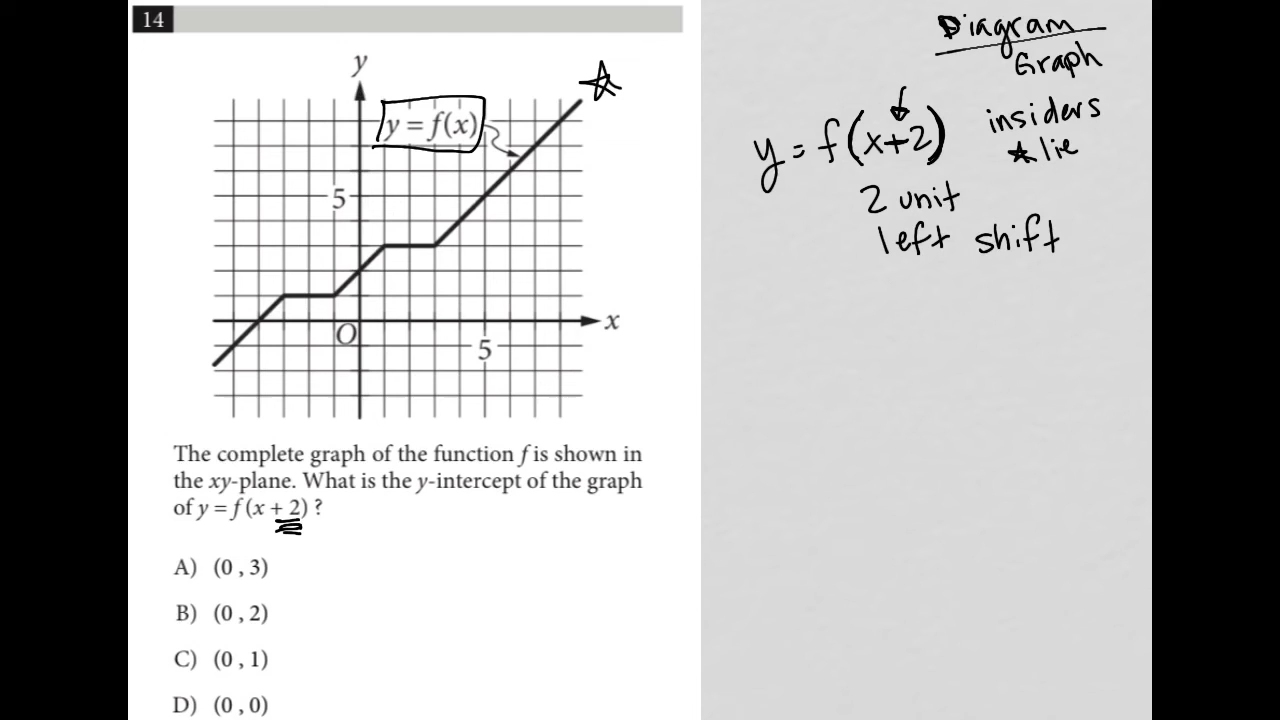 14
Diagram
Graph
y
y = f(x)
5
O
5
x
y = f(x+2)
insiders
lie
2 unit
left shift
The complete graph of the function f is shown in
the xy-plane. What is the y-intercept of the graph
of y = f (x + 2) ?
A) (0 , 3)
B) (0 , 2)
C) (0 , 1)
D) (0 , 0)